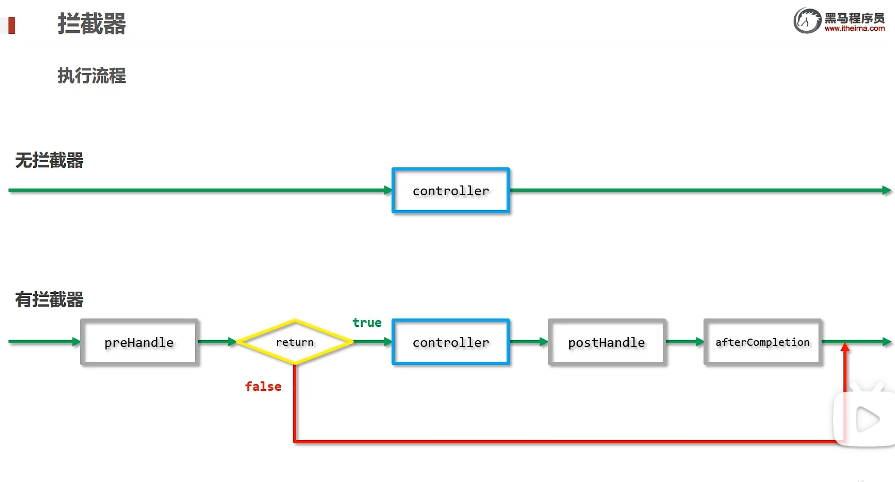 拦截器
黑马程序员
www.itheima.com
执行流程
无拦截器
controller
有拦截器
preHandle
return
true
controller
postHandle
afterCompletion
false